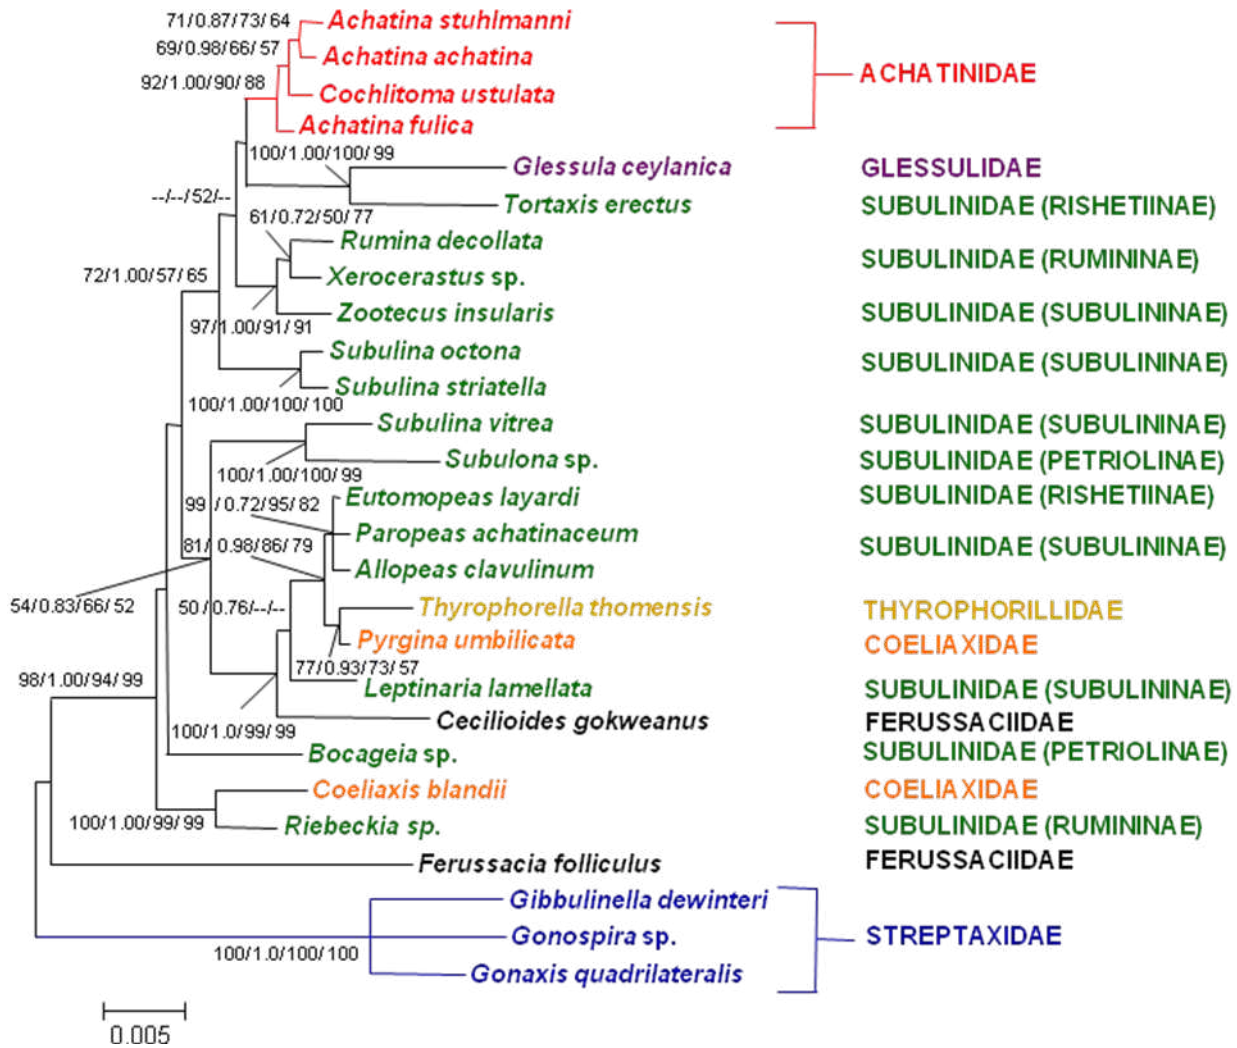 71/0.87/73/64
Achatina stuhlmanni
69/0.98/66/57
Achatina achatina
ACHATINIDAE
92/1.00/90/88
Cochlitoma ustulata
Achatina fulica
100/1.00/100/99
Glessula ceylanica
GLESSULIDAE
--/--/52/--
Tortaxis erectus
SUBULINIDAE (RISHETIINAE)
61/0.72/50/77
Rumina decollata
SUBULINIDAE (RUMININAE)
72/1.00/57/65
Xerocerastus sp.
Zootecus insularis
SUBULINIDAE (SUBULININAE)
97/1.00/91/91
Subulina octona
SUBULINIDAE (SUBULININAE)
Subulina striatella
100/1.00/100/100
Subulina vitrea
SUBULINIDAE (SUBULININAE)
Subulona sp.
SUBULINIDAE (PETRIOLINAE)
100/1.00/100/99
Eutomopeas layardi
SUBULINIDAE (RISHETIINAE)
99/0.72/95/82
Paropeas achatinaceum
SUBULINIDAE (SUBULININAE)
81/0.98/86/79
Allopeas clavulinum
54/0.83/66/52
50/0.76/--/--
Thyrophorella thomensis
THYROPHORILLIDAE
Pyrgina umbilicata
COELIAXIDAE
77/0.93/73/57
98/1.00/94/99
Leptinaria lamellata
SUBULINIDAE (SUBULININAE)
Cecilioides gokweanus
FERUSSACIIDAE
100/1.0/99/99
Bocageia sp.
SUBULINIDAE (PETRIOLINAE)
Coeliaxis blandii
COELIAXIDAE
100/1.00/99/99
Riebeckia sp.
SUBULINIDAE (RUMININAE)
Ferussacia folliculus
FERUSSACIIDAE
Gibbulinella dewinteri
Gonospira sp.
STREPTAXIDAE
100/1.0/100/100
Gonaxis quadrilateralis
0.005